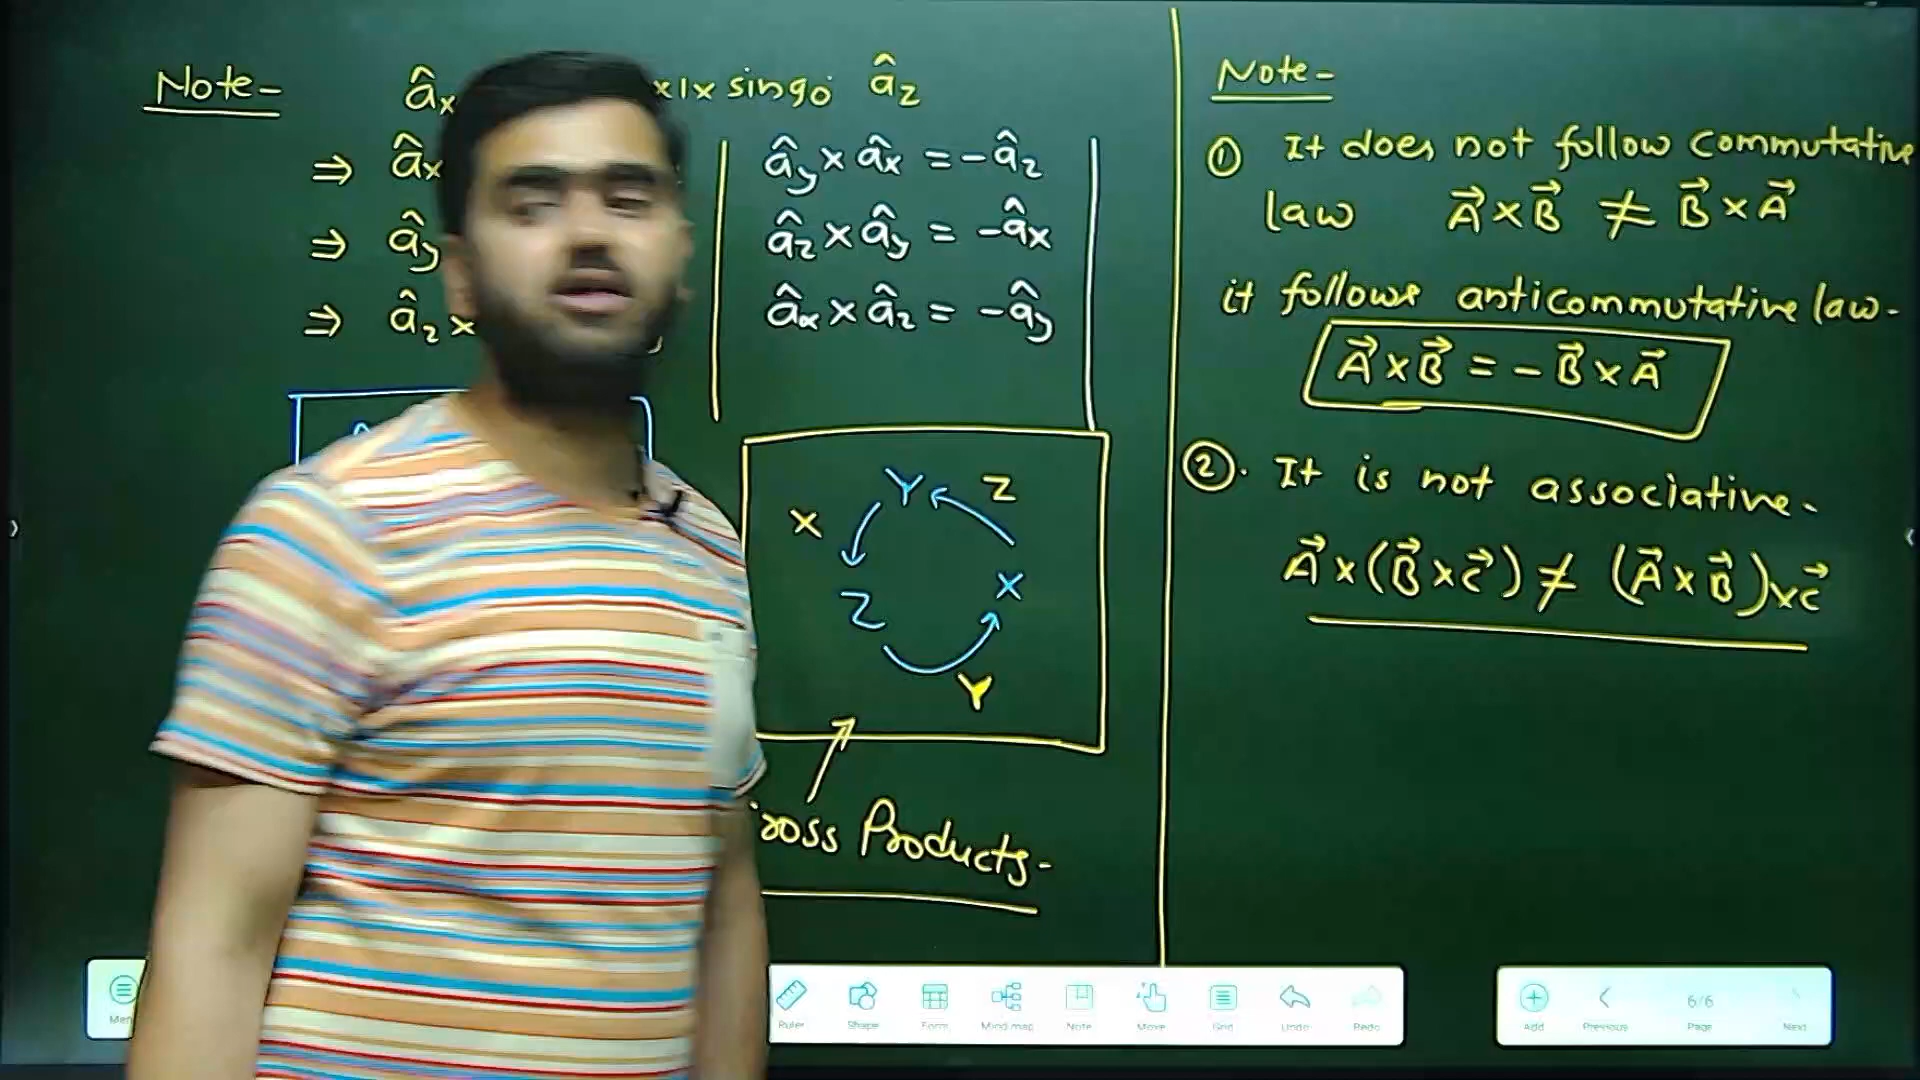 Note-
âx
x1x sin90 âz
⇒ âx
⇒ ây
⇒ âz x
ây x âx = -âz
âz x ây = -âx
âx x âz = -ây
X
Y
Z
Z
X
Y
ross Products-
Note-
① It does not follow commutative
law A⃗ x B⃗ ≠ B⃗ x A⃗
it follows anticommutative law-
A⃗ x B⃗ = - B⃗ x A⃗
②. It is not associative-
A⃗ x (B⃗ x C⃗) ≠ (A⃗ x B⃗) x C⃗
Ruler
Shape
Form
Mind map
Note
Move
Grid
Undo
Redo
Add
Previous
6/6
Page
Next